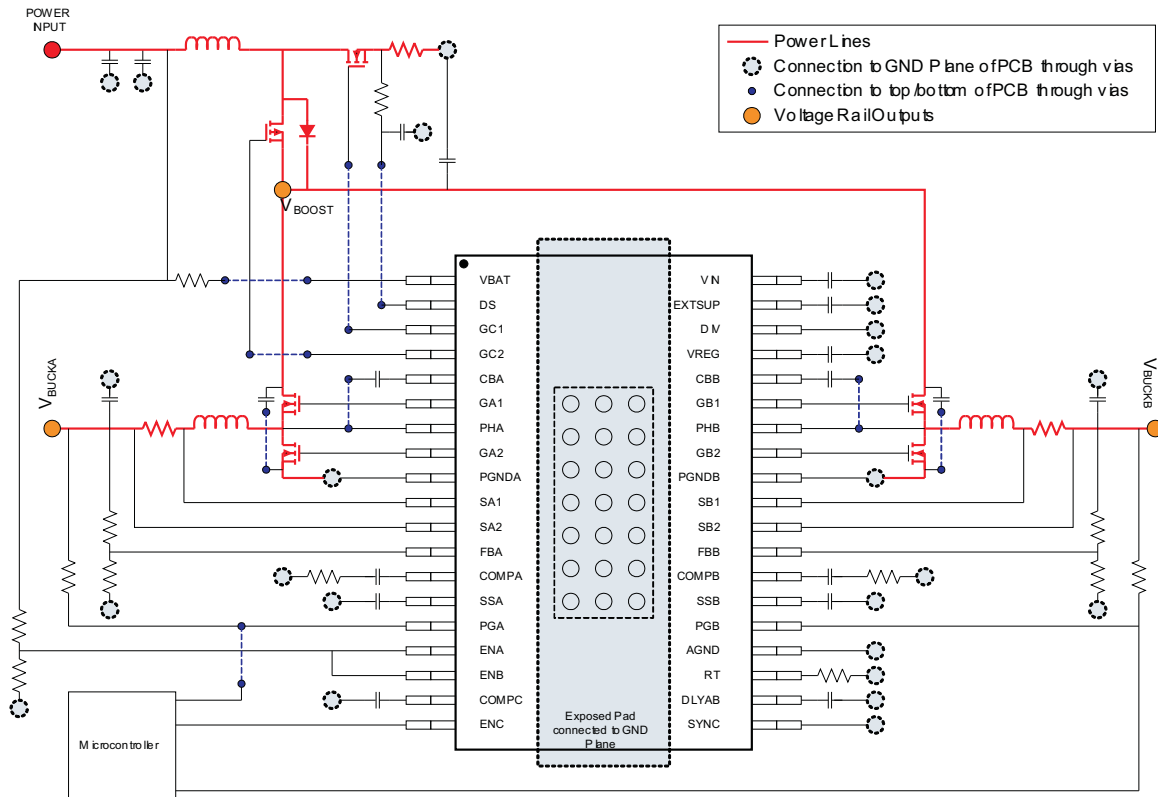 POWER
INPUT
Power Lines
Connection to GND Plane of PCB through vias
Connection to top/bottom of PCB through vias
Voltage Rail Outputs
VBOOST
VBUCKA
VBUCKB
VBAT
DS
GC1
GC2
CBA
GA1
PHA
GA2
PGNDA
SA1
SA2
FBA
COMPA
SSA
PGA
ENA
ENB
COMPC
ENC
VIN
EXTSUP
DIV
VREG
CBB
GB1
PHB
GB2
PGNDB
SB1
SB2
FBB
COMPB
SSB
PGB
AGND
RT
DLYAB
SYNC
Exposed Pad
connected to GND
Plane
Microcontroller